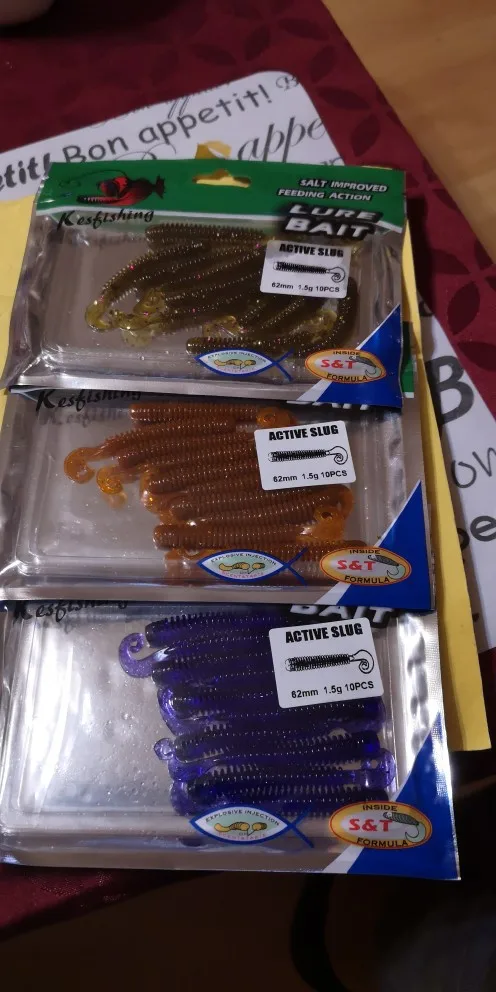 Bon appetit!
appe
etit!
SALT IMPROVED
FEEDING ACTION
Kesfishing
LURE
BAIT
ACTIVE SLUG
62mm 1.5g 10PCS
EXPLOSIVE INJECTION
INSIDE
S&T
FORMULA
Kesfishing
BAIT
ACTIVE SLUG
62mm 1.5g 10PCS
EXPLOSIVE INJECTION
INSIDE
S&T
FORMULA
Kesfishing
BAIT
ACTIVE SLUG
62mm 1.5g 10PCS
EXPLOSIVE INJECTION
INSIDE
S&T
FORMULA